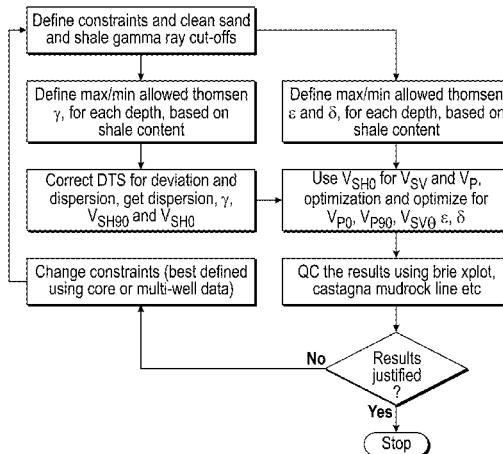 Define constraints and clean sand
and shale gamma ray cut-offs
Define max/min allowed thomsen
γ, for each depth, based on
shale content
Define max/min allowed thomsen
ε and δ, for each depth, based on
shale content
Correct DTS for deviation and
dispersion, get dispersion, γ,
VSH90 and VSH0
Use VSH0 for VSV and VP,
optimization and optimize for
VP0, VP90, VSVθ ε, δ
Change constraints (best defined
using core or multi-well data)
QC the results using brie xplot,
castagna mudrock line etc
No
Results
justified
?
Yes
Stop